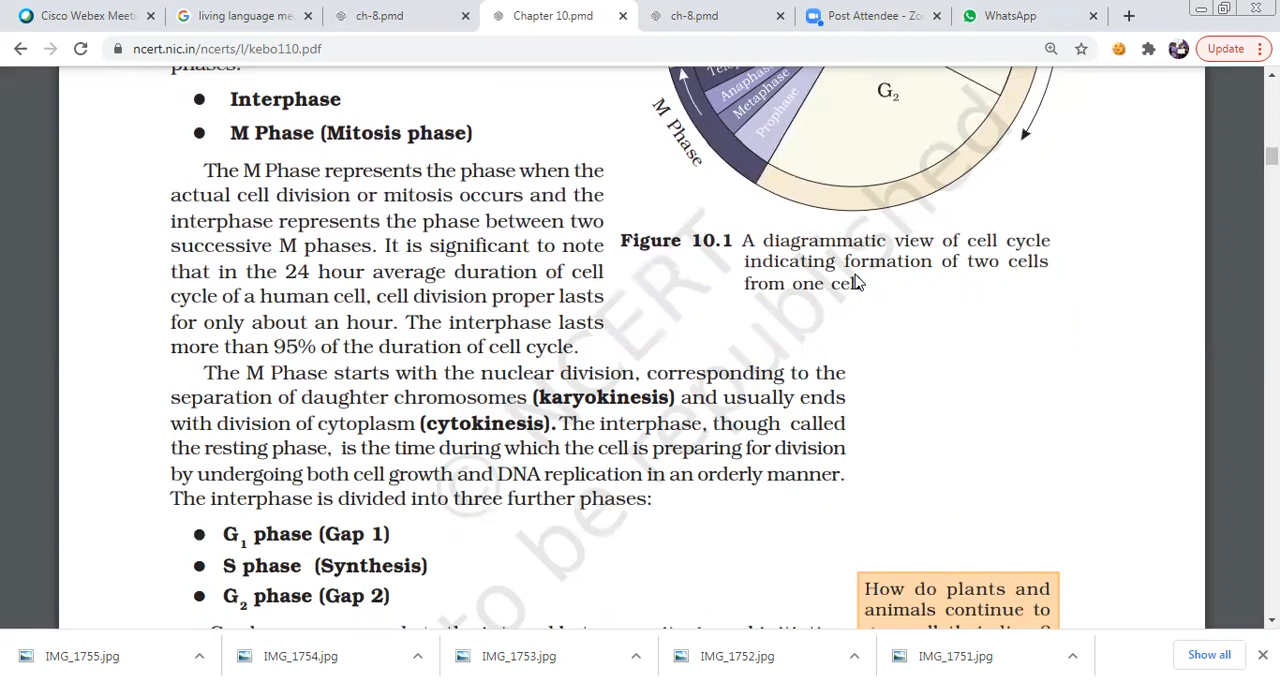 Cisco Webex Meeti
living language me
ch-8.pmd
Chapter 10.pmd
ch-8.pmd
Post Attendee - Zo
WhatsApp
ncert.nic.in/ncerts/l/kebo110.pdf
Update
phases:
● Interphase
● M Phase (Mitosis phase)
The M Phase represents the phase when the
actual cell division or mitosis occurs and the
interphase represents the phase between two
successive M phases. It is significant to note
that in the 24 hour average duration of cell
cycle of a human cell, cell division proper lasts
for only about an hour. The interphase lasts
more than 95% of the duration of cell cycle.
Anaphase
Metaphase
Prophase
G2
M Phase
Figure 10.1 A diagrammatic view of cell cycle
indicating formation of two cells
from one cell
The M Phase starts with the nuclear division, corresponding to the
separation of daughter chromosomes (karyokinesis) and usually ends
with division of cytoplasm (cytokinesis). The interphase, though called
the resting phase, is the time during which the cell is preparing for division
by undergoing both cell growth and DNA replication in an orderly manner.
The interphase is divided into three further phases:
● G1 phase (Gap 1)
● S phase (Synthesis)
● G2 phase (Gap 2)
How do plants and
animals continue to
© NCERT
to be republished
IMG_1755.jpg
IMG_1754.jpg
IMG_1753.jpg
IMG_1752.jpg
IMG_1751.jpg
Show all